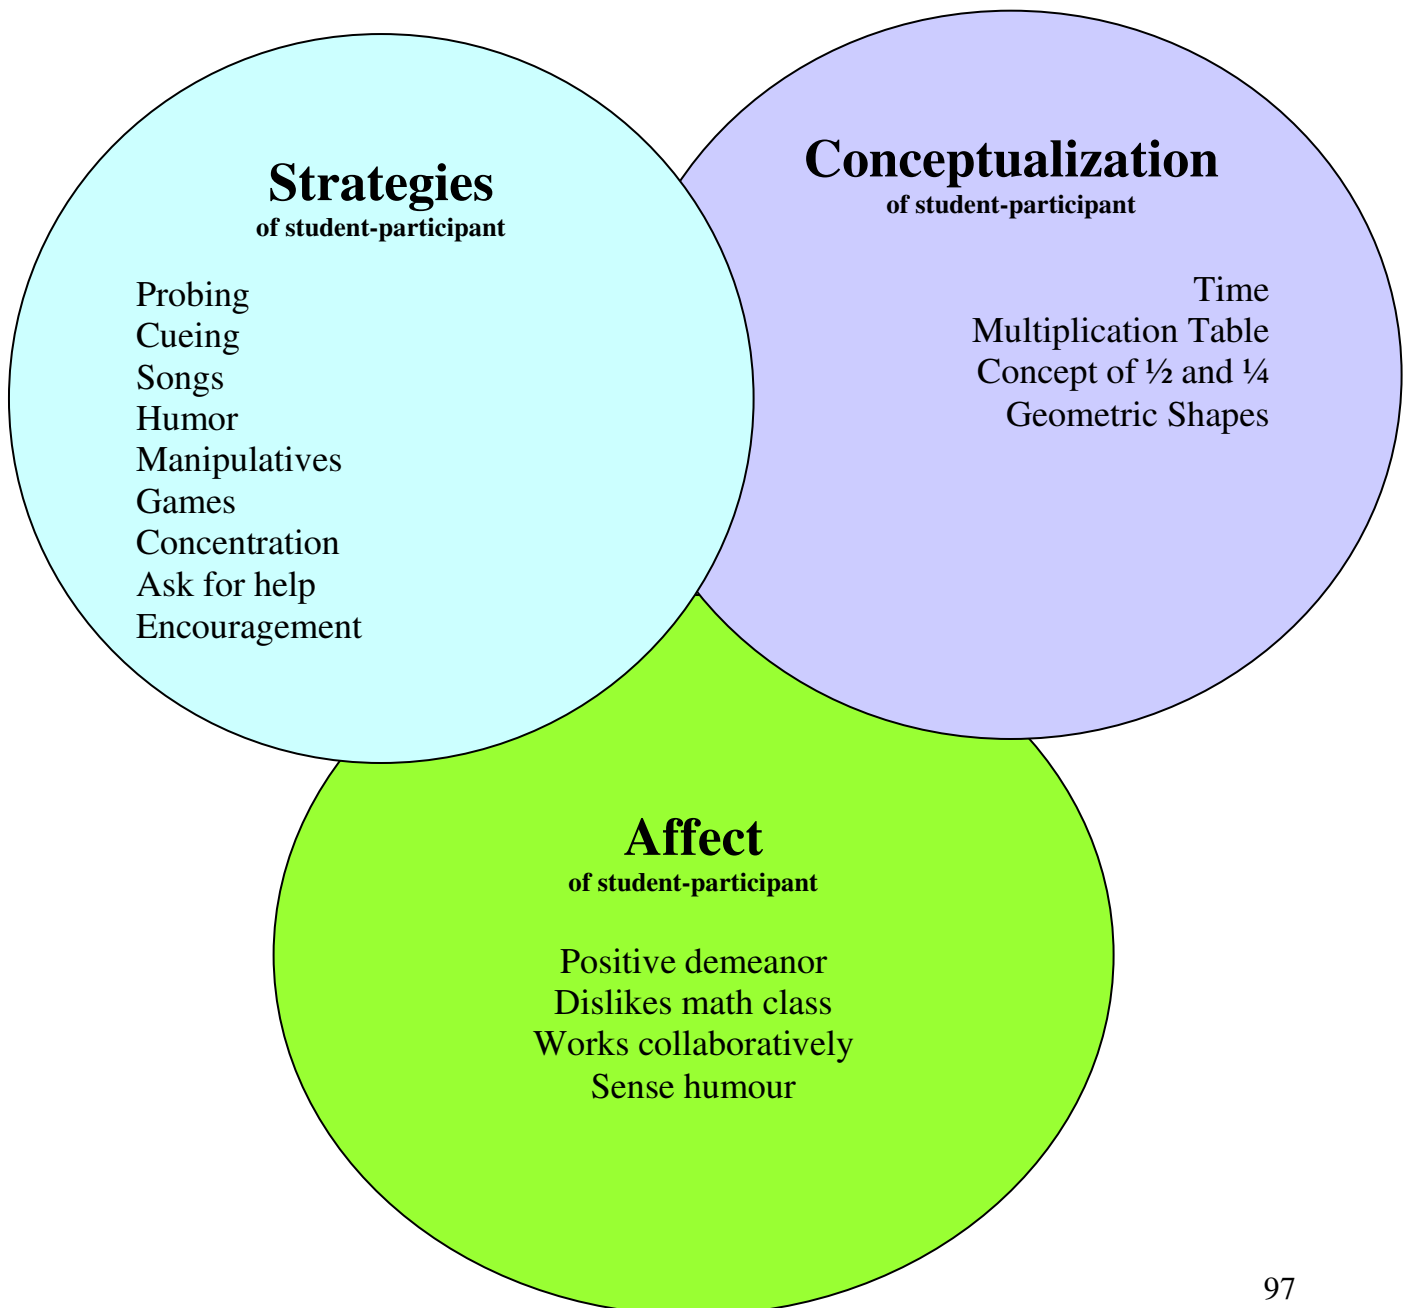 Strategies
of student-participant
Probing
Cueing
Songs
Humor
Manipulatives
Games
Concentration
Ask for help
Encouragement
Conceptualization
of student-participant
Time
Multiplication Table
Concept of ½ and ¼
Geometric Shapes
Affect
of student-participant
Positive demeanor
Dislikes math class
Works collaboratively
Sense humour
97